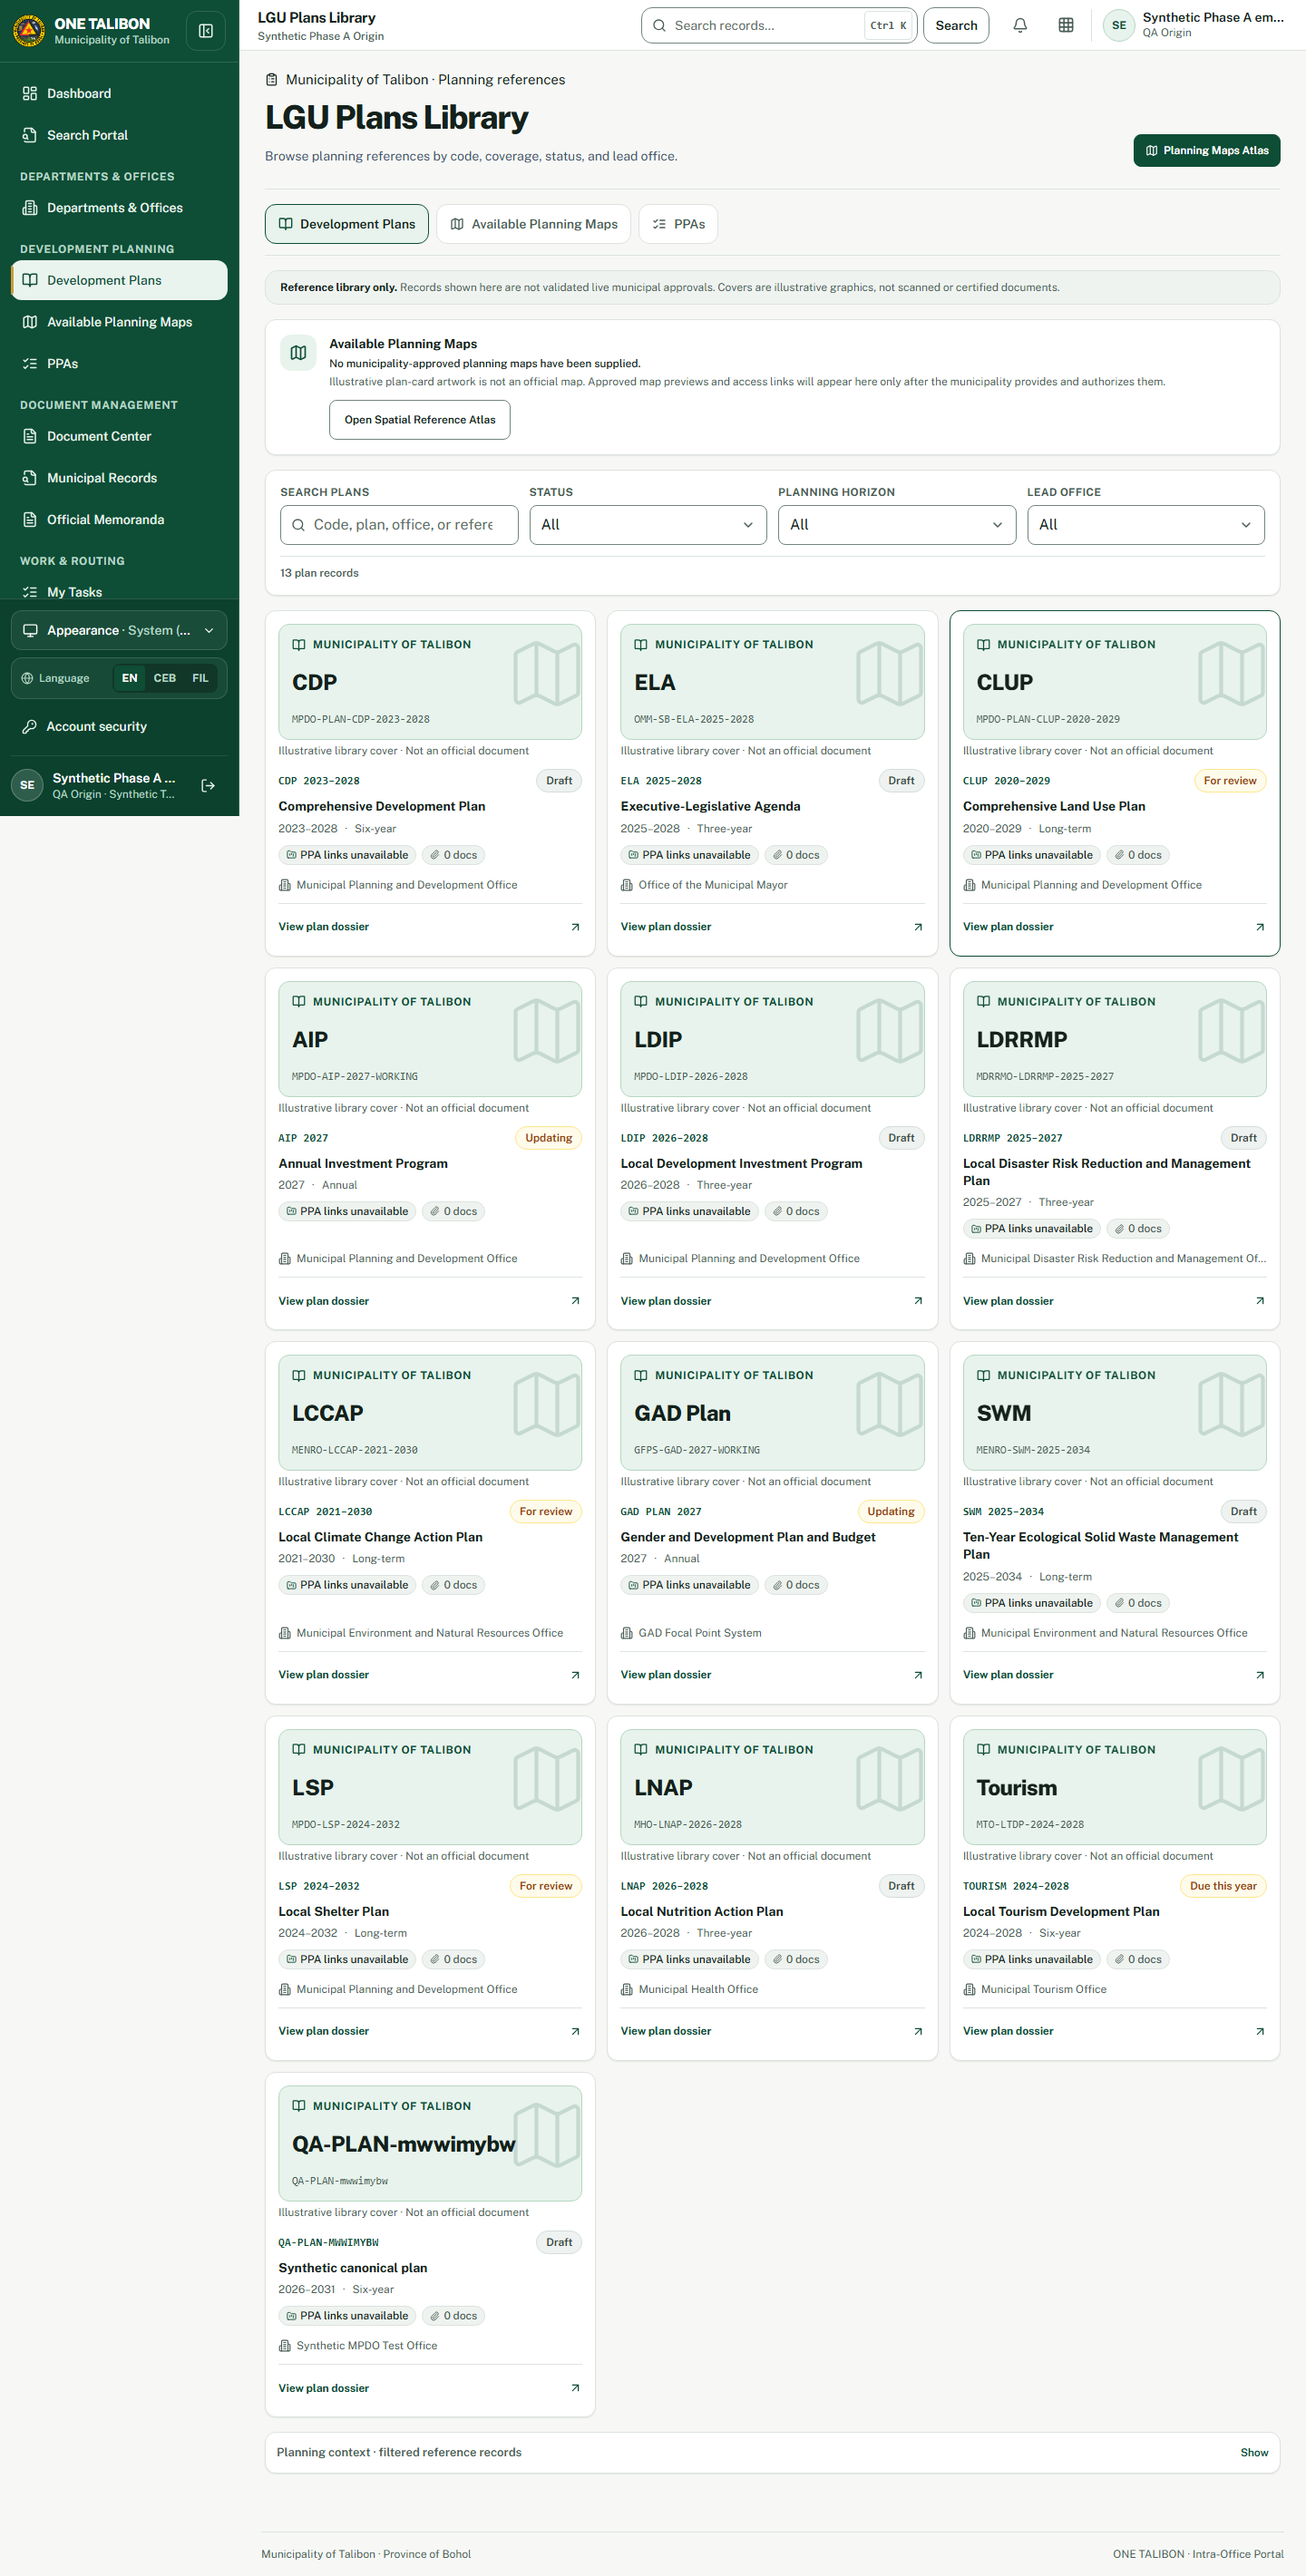 ONE TALIBON
Municipality of Talibon
Dashboard
Search Portal
DEPARTMENTS & OFFICES
Departments & Offices
DEVELOPMENT PLANNING
Development Plans
Available Planning Maps
PPAs
DOCUMENT MANAGEMENT
Document Center
Municipal Records
Official Memoranda
WORK & ROUTING
My Tasks
Appearance · System (...
Language EN CEB FIL
Account security
SE Synthetic Phase A ...
QA Origin · Synthetic T...
LGU Plans Library
Synthetic Phase A Origin
Search records... Ctrl K Search
SE Synthetic Phase A em...
QA Origin
Municipality of Talibon · Planning references
LGU Plans Library
Browse planning references by code, coverage, status, and lead office.
Planning Maps Atlas
Development Plans Available Planning Maps PPAs
Reference library only. Records shown here are not validated live municipal approvals. Covers are illustrative graphics, not scanned or certified documents.
Available Planning Maps
No municipality-approved planning maps have been supplied.
Illustrative plan-card artwork is not an official map. Approved map previews and access links will appear here only after the municipality provides and authorizes them.
Open Spatial Reference Atlas
SEARCH PLANS STATUS PLANNING HORIZON LEAD OFFICE
Code, plan, office, or refere All All All
13 plan records
MUNICIPALITY OF TALIBON
CDP
MPDO-PLAN-CDP-2023-2028
Illustrative library cover · Not an official document
CDP 2023–2028 Draft
Comprehensive Development Plan
2023–2028 · Six-year
PPA links unavailable 0 docs
Municipal Planning and Development Office
View plan dossier
MUNICIPALITY OF TALIBON
ELA
OMM-SB-ELA-2025-2028
Illustrative library cover · Not an official document
ELA 2025–2028 Draft
Executive-Legislative Agenda
2025–2028 · Three-year
PPA links unavailable 0 docs
Office of the Municipal Mayor
View plan dossier
MUNICIPALITY OF TALIBON
CLUP
MPDO-PLAN-CLUP-2020-2029
Illustrative library cover · Not an official document
CLUP 2020–2029 For review
Comprehensive Land Use Plan
2020–2029 · Long-term
PPA links unavailable 0 docs
Municipal Planning and Development Office
View plan dossier
MUNICIPALITY OF TALIBON
AIP
MPDO-AIP-2027-WORKING
Illustrative library cover · Not an official document
AIP 2027 Updating
Annual Investment Program
2027 · Annual
PPA links unavailable 0 docs
Municipal Planning and Development Office
View plan dossier
MUNICIPALITY OF TALIBON
LDIP
MPDO-LDIP-2026-2028
Illustrative library cover · Not an official document
LDIP 2026–2028 Draft
Local Development Investment Program
2026–2028 · Three-year
PPA links unavailable 0 docs
Municipal Planning and Development Office
View plan dossier
MUNICIPALITY OF TALIBON
LDRRMP
MDRRMO-LDRRMP-2025-2027
Illustrative library cover · Not an official document
LDRRMP 2025–2027 Draft
Local Disaster Risk Reduction and Management
Plan
2025–2027 · Three-year
PPA links unavailable 0 docs
Municipal Disaster Risk Reduction and Management Of...
View plan dossier
MUNICIPALITY OF TALIBON
LCCAP
MENRO-LCCAP-2021-2030
Illustrative library cover · Not an official document
LCCAP 2021–2030 For review
Local Climate Change Action Plan
2021–2030 · Long-term
PPA links unavailable 0 docs
Municipal Environment and Natural Resources Office
View plan dossier
MUNICIPALITY OF TALIBON
GAD Plan
GFPS-GAD-2027-WORKING
Illustrative library cover · Not an official document
GAD PLAN 2027 Updating
Gender and Development Plan and Budget
2027 · Annual
PPA links unavailable 0 docs
GAD Focal Point System
View plan dossier
MUNICIPALITY OF TALIBON
SWM
MENRO-SWM-2025-2034
Illustrative library cover · Not an official document
SWM 2025–2034 Draft
Ten-Year Ecological Solid Waste Management
Plan
2025–2034 · Long-term
PPA links unavailable 0 docs
Municipal Environment and Natural Resources Office
View plan dossier
MUNICIPALITY OF TALIBON
LSP
MPDO-LSP-2024-2032
Illustrative library cover · Not an official document
LSP 2024–2032 For review
Local Shelter Plan
2024–2032 · Long-term
PPA links unavailable 0 docs
Municipal Planning and Development Office
View plan dossier
MUNICIPALITY OF TALIBON
LNAP
MHO-LNAP-2026-2028
Illustrative library cover · Not an official document
LNAP 2026–2028 Draft
Local Nutrition Action Plan
2026–2028 · Three-year
PPA links unavailable 0 docs
Municipal Health Office
View plan dossier
MUNICIPALITY OF TALIBON
Tourism
MTO-LTDP-2024-2028
Illustrative library cover · Not an official document
TOURISM 2024–2028 Due this year
Local Tourism Development Plan
2024–2028 · Six-year
PPA links unavailable 0 docs
Municipal Tourism Office
View plan dossier
MUNICIPALITY OF TALIBON
QA-PLAN-mwwimybw
QA-PLAN-mwwimybw
Illustrative library cover · Not an official document
QA-PLAN-MWWIMYBW Draft
Synthetic canonical plan
2026–2031 · Six-year
PPA links unavailable 0 docs
Synthetic MPDO Test Office
View plan dossier
Planning context · filtered reference records Show
Municipality of Talibon · Province of Bohol
ONE TALIBON · Intra-Office Portal